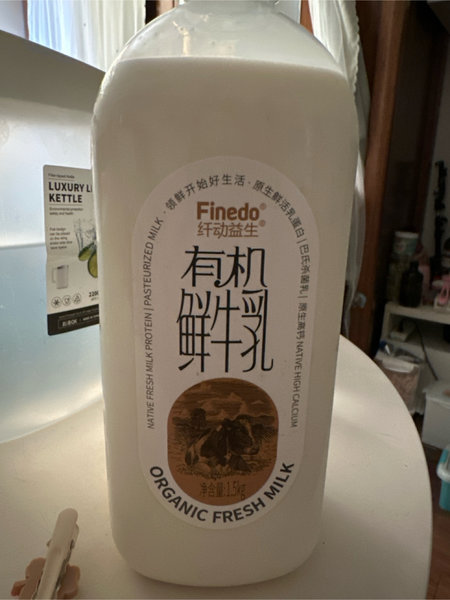 领鲜开始好生活·原生鲜活乳蛋白|巴氏杀菌乳|原生高钙 NATIVE HIGH CALCIUM
NATIVE FRESH MILK PROTEIN | PASTEURIZED MILK ·
Finedo®
纤动益生®
有机
鲜牛乳
净含量:1.5kg
ORGANIC FRESH MILK
LUXURY L
KETTLE